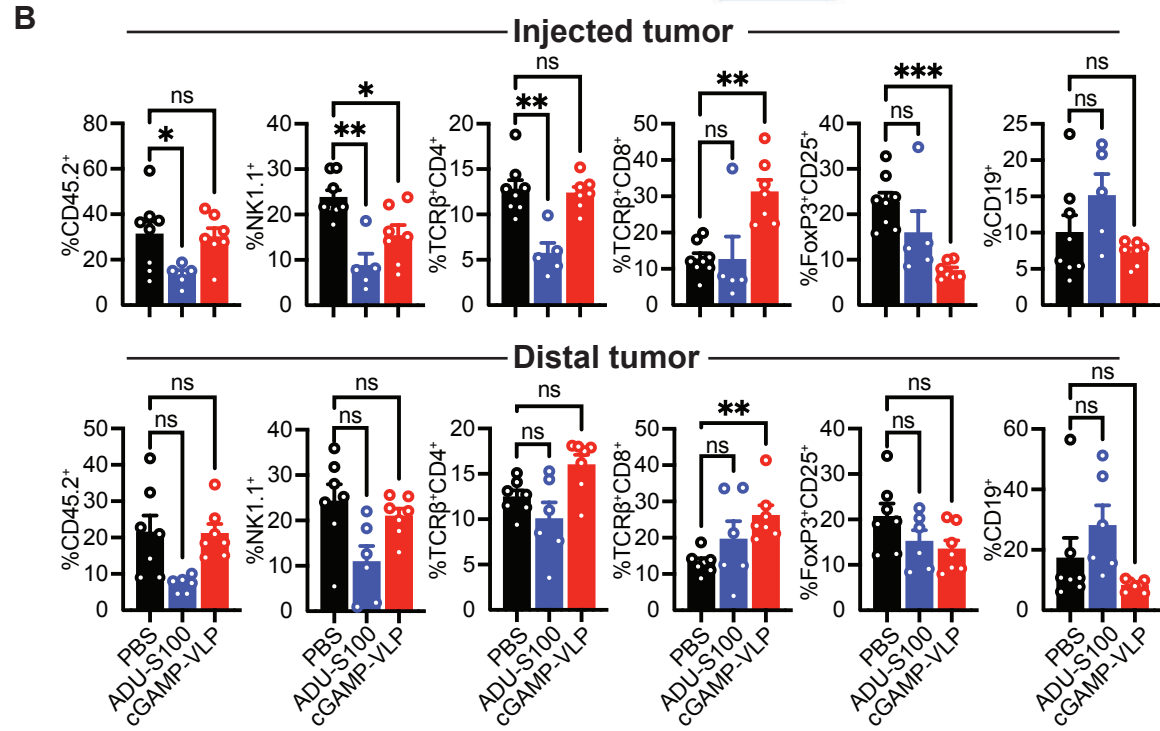 B
Injected tumor
%CD45.2⁺
80
60
40
20
0
ns
*
%NK1.1⁺
40
30
20
10
0
*
**
%TCRβ⁺CD4⁺
20
15
10
5
0
ns
**
%TCRβ⁺CD8⁺
50
40
30
20
10
0
**
ns
%FoxP3⁺CD25⁺
40
30
20
10
0
***
ns
%CD19⁺
25
20
15
10
5
0
ns
ns
Distal tumor
%CD45.2⁺
50
40
30
20
10
0
ns
ns
%NK1.1⁺
40
30
20
10
0
ns
ns
%TCRβ⁺CD4⁺
20
15
10
5
0
ns
ns
%TCRβ⁺CD8⁺
50
40
30
20
10
0
**
ns
%FoxP3⁺CD25⁺
40
30
20
10
0
ns
ns
%CD19⁺
60
40
20
0
ns
ns
PBS
ADU-S100
cGAMP-VLP
PBS
ADU-S100
cGAMP-VLP
PBS
ADU-S100
cGAMP-VLP
PBS
ADU-S100
cGAMP-VLP
PBS
ADU-S100
cGAMP-VLP
PBS
ADU-S100
cGAMP-VLP